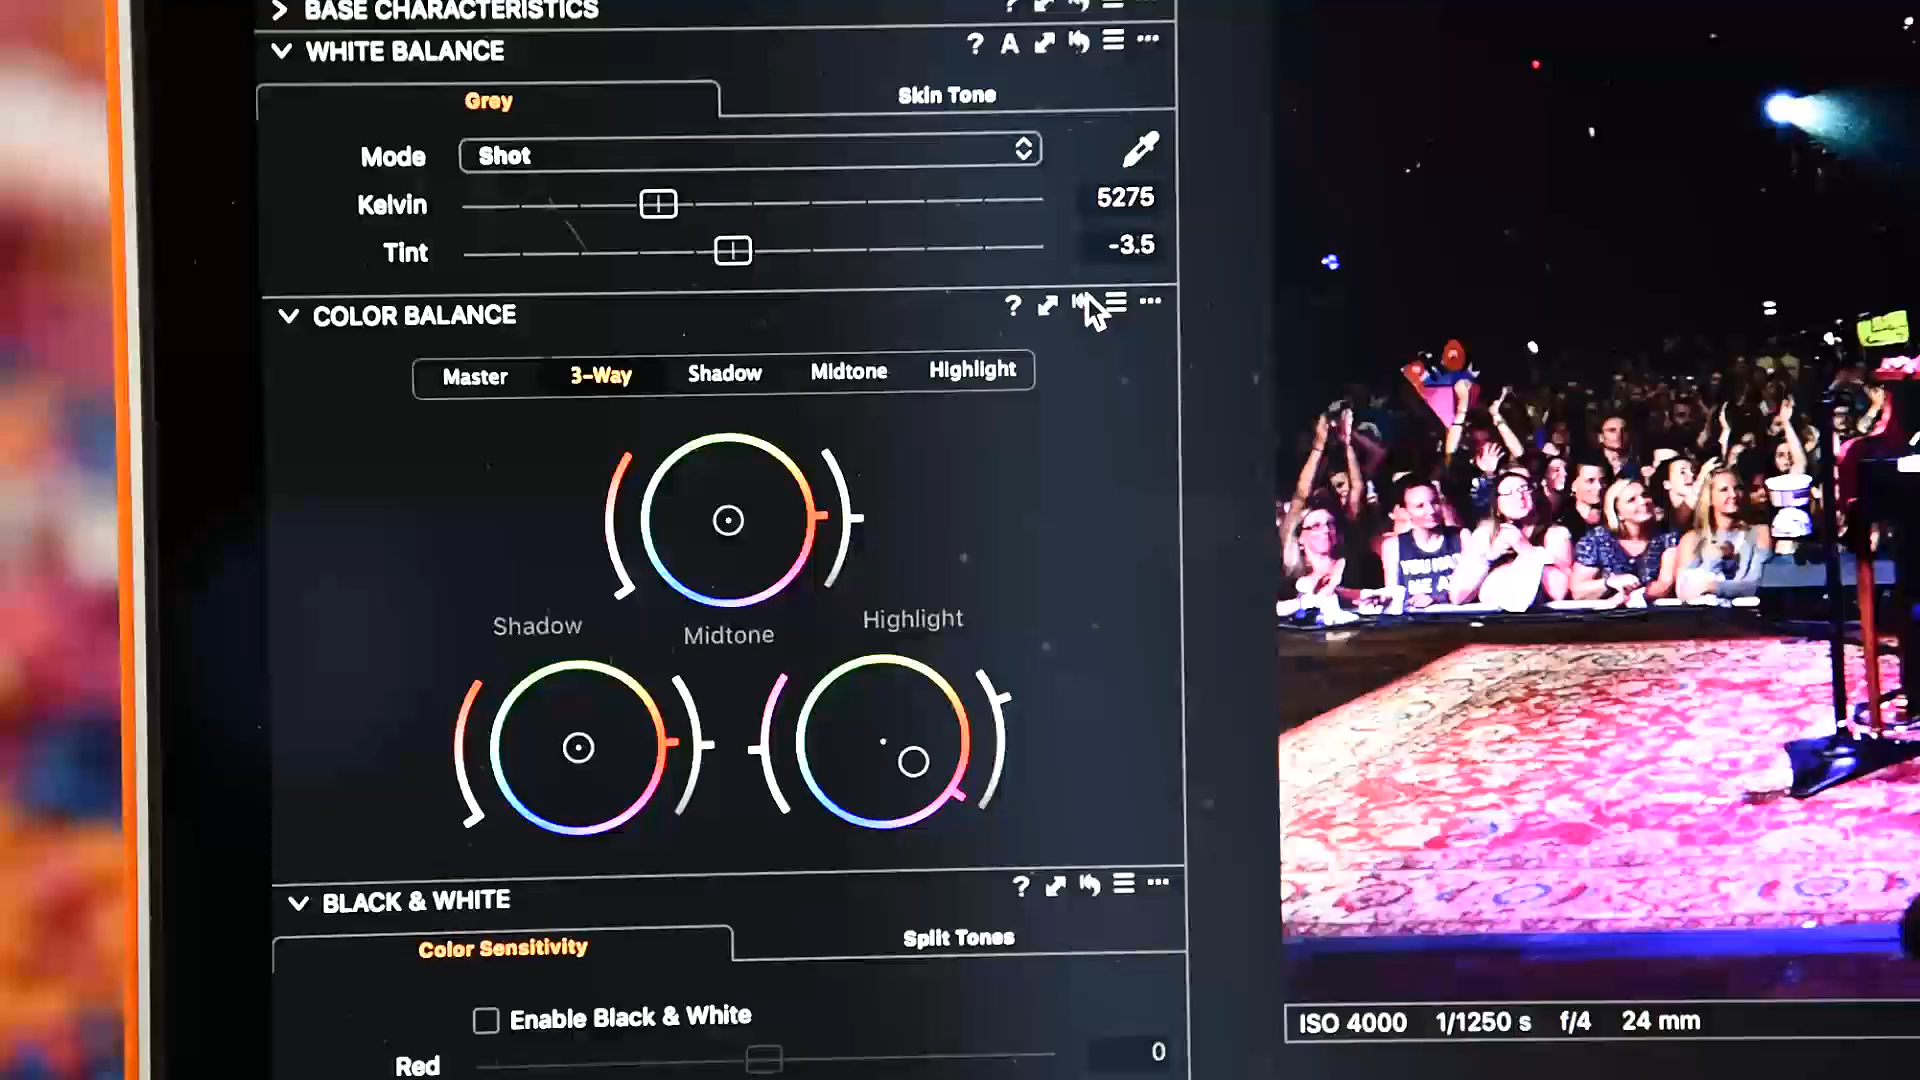 BASE CHARACTERISTICS
WHITE BALANCE ? A
Grey Skin Tone
Mode Shot
Kelvin 5275
Tint -3.5
COLOR BALANCE ?
Master 3-Way Shadow Midtone Highlight
Shadow Midtone Highlight
BLACK & WHITE ?
Color Sensitivity Split Tones
Enable Black & White
Red 0
ISO 4000 1/1250 s f/4 24 mm